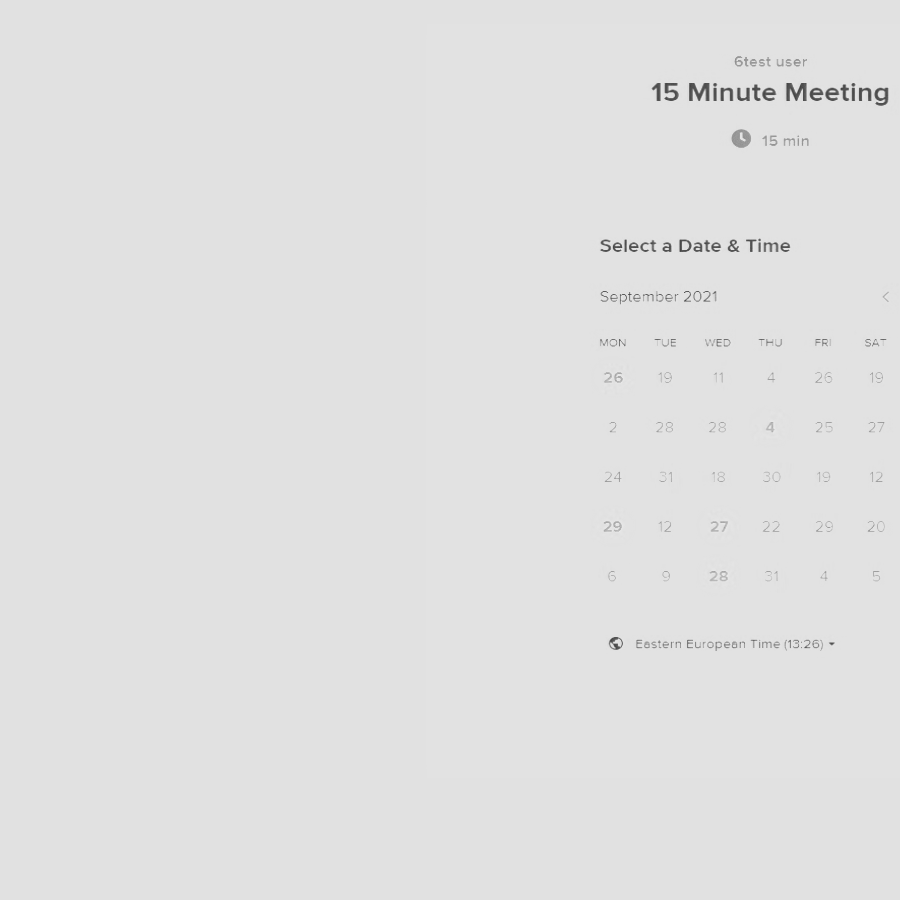 6test user
15 Minute Meeting
15 min
Select a Date & Time
September 2021
MON TUE WED THU FRI SAT
26 19 11 4 26 19
2 28 28 4 25 27
24 31 18 30 19 12
29 12 27 22 29 20
6 9 28 31 4 5
Eastern European Time (13:26)